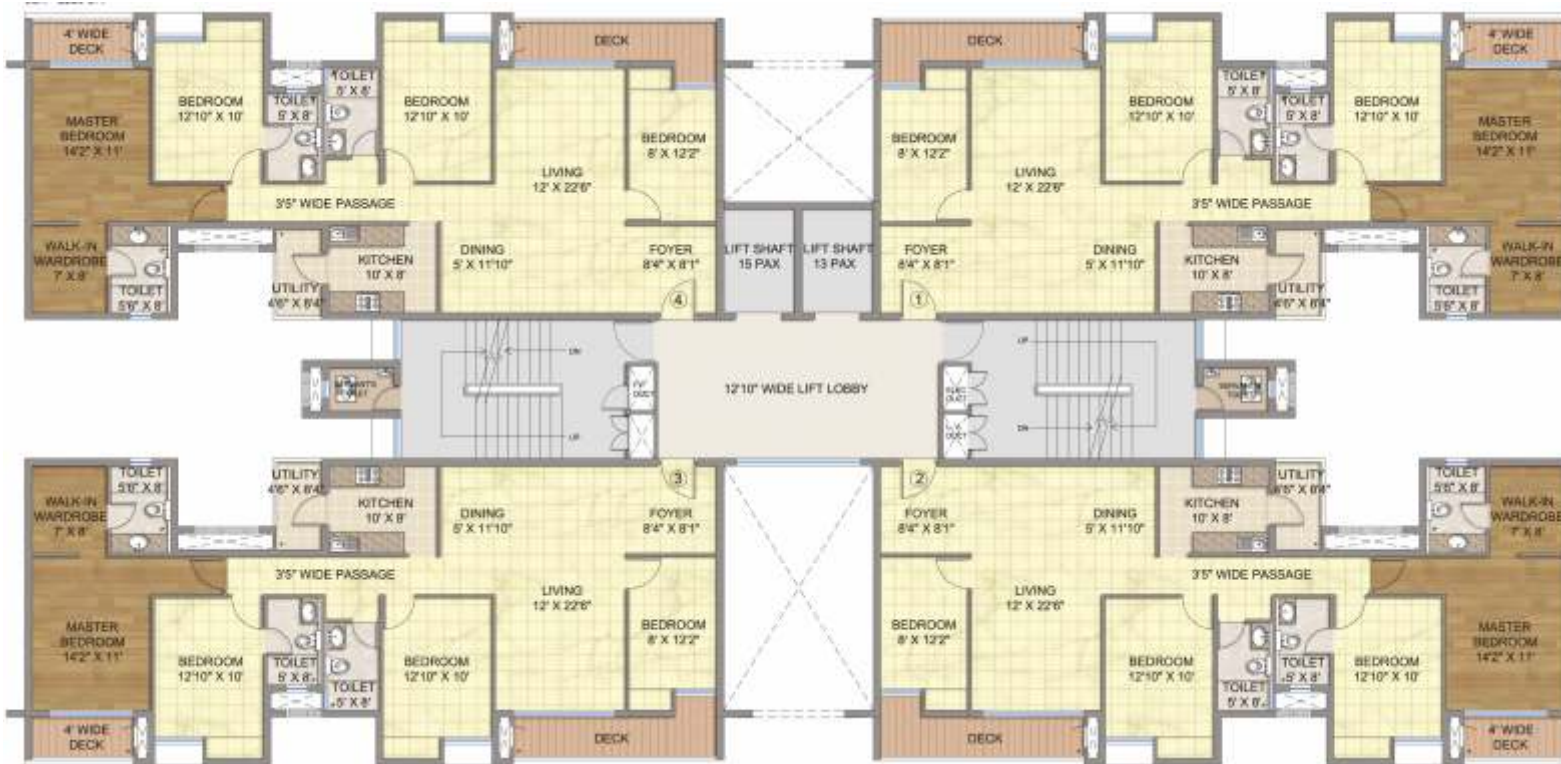 4' WIDE
DECK
BEDROOM
12'10" X 10'
TOILET
5' X 8'
TOILET
5' X 8'
BEDROOM
12'10" X 10'
DECK
BEDROOM
8' X 12'2"
MASTER
BEDROOM
14'2" X 11'
LIVING
12' X 22'6"
3'5" WIDE PASSAGE
WALK-IN
WARDROBE
7' X 8'
TOILET
5'6" X 8'
UTILITY
4'6" X 8'4"
KITCHEN
10' X 8'
DINING
5' X 11'10"
FOYER
8'4" X 8'1"
4
LIFT SHAFT
15 PAX
LIFT SHAFT
13 PAX
DECK
BEDROOM
8' X 12'2"
LIVING
12' X 22'6"
BEDROOM
12'10" X 10'
TOILET
5' X 8'
TOILET
5' X 8'
BEDROOM
12'10" X 10'
4' WIDE
DECK
MASTER
BEDROOM
14'2" X 11'
3'5" WIDE PASSAGE
FOYER
8'4" X 8'1"
1
DINING
5' X 11'10"
KITCHEN
10' X 8'
UTILITY
4'6" X 8'4"
TOILET
5'6" X 8'
WALK-IN
WARDROBE
7' X 8'
DN
UP
12'10" WIDE LIFT LOBBY
DUCT
DUCT
UP
DN
WALK-IN
WARDROBE
7' X 8'
TOILET
5'6" X 8'
UTILITY
4'6" X 8'4"
KITCHEN
10' X 8'
DINING
5' X 11'10"
3
FOYER
8'4" X 8'1"
3'5" WIDE PASSAGE
LIVING
12' X 22'6"
BEDROOM
8' X 12'2"
MASTER
BEDROOM
14'2" X 11'
BEDROOM
12'10" X 10'
TOILET
5' X 8'
TOILET
5' X 8'
BEDROOM
12'10" X 10'
4' WIDE
DECK
DECK
2
FOYER
8'4" X 8'1"
DINING
5' X 11'10"
KITCHEN
10' X 8'
UTILITY
4'6" X 8'4"
TOILET
5'6" X 8'
WALK-IN
WARDROBE
7' X 8'
3'5" WIDE PASSAGE
BEDROOM
8' X 12'2"
LIVING
12' X 22'6"
BEDROOM
12'10" X 10'
TOILET
5' X 8'
TOILET
5' X 8'
BEDROOM
12'10" X 10'
MASTER
BEDROOM
14'2" X 11'
DECK
4' WIDE
DECK